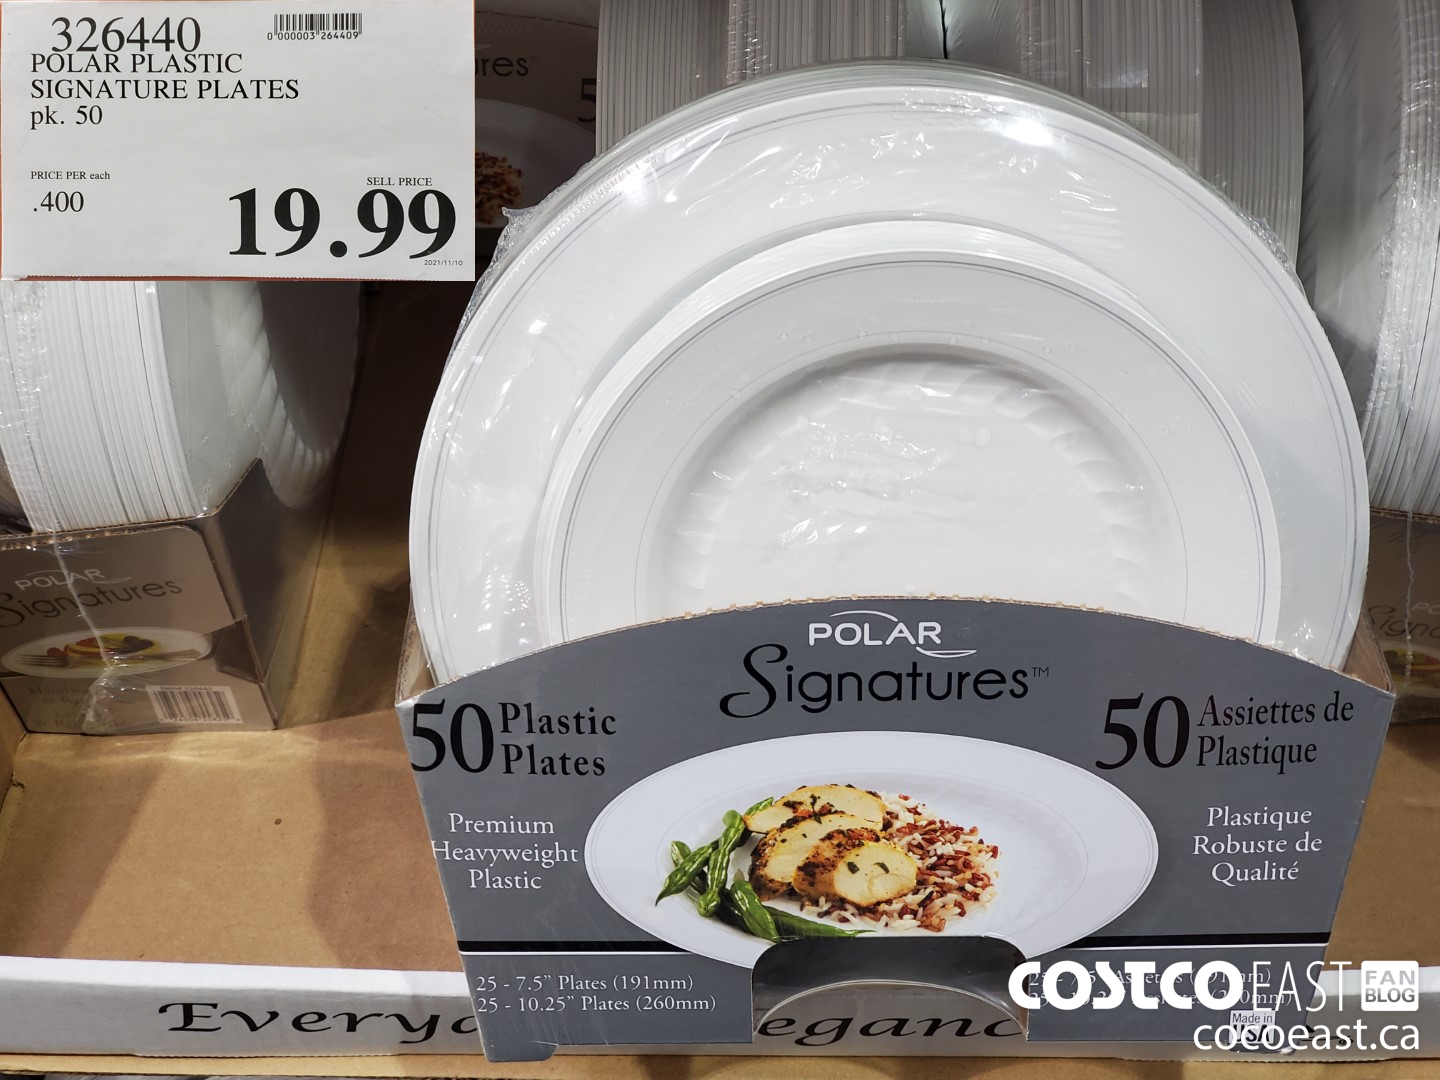 326440
0 000003 264409
POLAR PLASTIC
SIGNATURE PLATES
pk. 50
PRICE PER each
.400
SELL PRICE
19.99
2021/11/10
POLAR
Signatures
POLAR
Signatures™
50 Plastic
Plates
50 Assiettes de
Plastique
Premium
Heavyweight
Plastic
Plastique
Robuste de
Qualité
25 - 7.5” Plates (191mm)
25 - 10.25” Plates (260mm)
Made in
USA
COSTCO EAST FAN
BLOG
cocoeast.ca